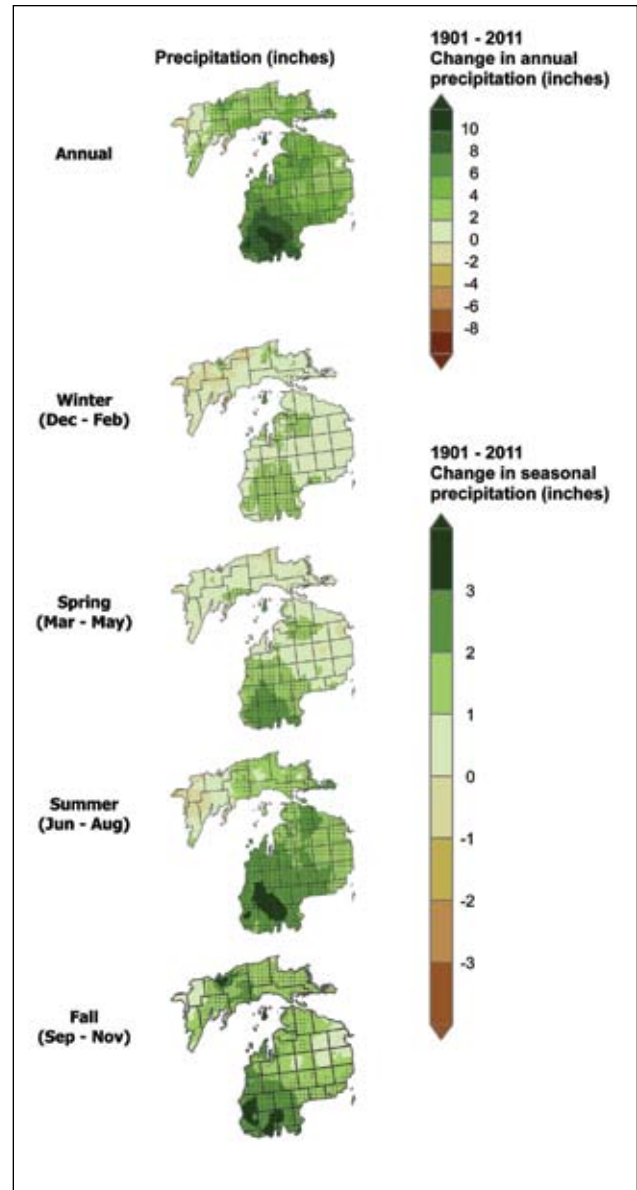 Precipitation (inches)
1901 - 2011
Change in annual
precipitation (inches)
10
8
6
4
2
0
-2
-4
-6
-8
Annual
Winter
(Dec - Feb)
Spring
(Mar - May)
Summer
(Jun - Aug)
Fall
(Sep - Nov)
1901 - 2011
Change in seasonal
precipitation (inches)
3
2
1
0
-1
-2
-3